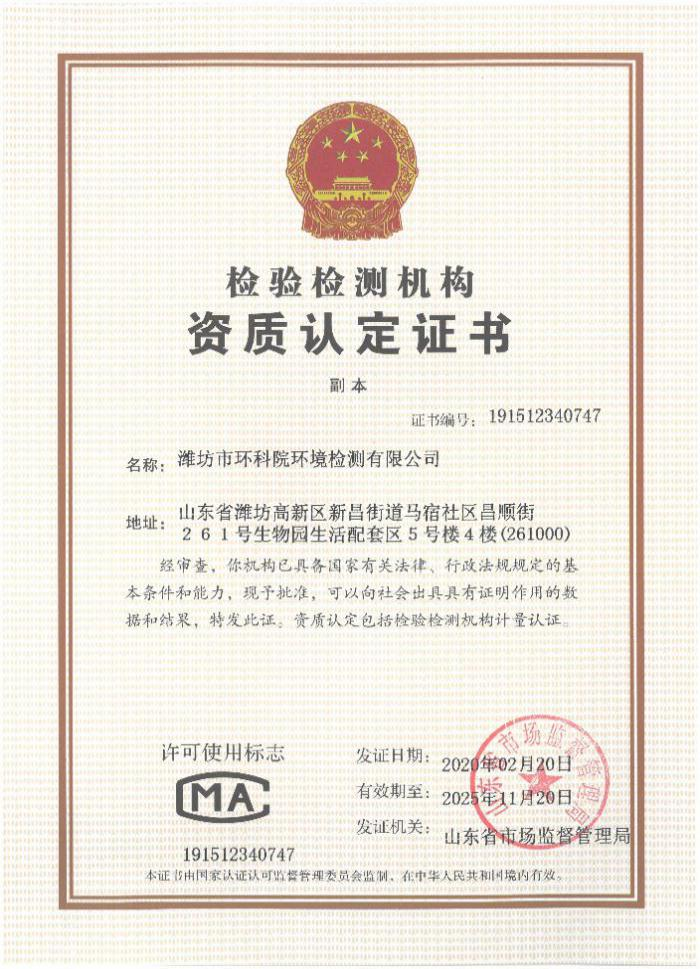 检验检测机构
资质认定证书
副本
证书编号：191512340747
名称：潍坊市环科院环境检测有限公司
地址：山东省潍坊高新区新昌街道马宿社区昌顺街
２６１号生物园生活配套区５号楼４楼(261000)
经审查，你机构已具备国家有关法律、行政法规规定的基
本条件和能力，现予批准，可以向社会出具具有证明作用的数
据和结果，特发此证。资质认定包括检验检测机构计量认证。
许可使用标志
MA
191512340747
发证日期：2020年02月20日
有效期至：2025年11月20日
发证机关：山东省市场监督管理局
山东省市场监督管理局
本证书由国家认证认可监督管理委员会监制，在中华人民共和国境内有效。